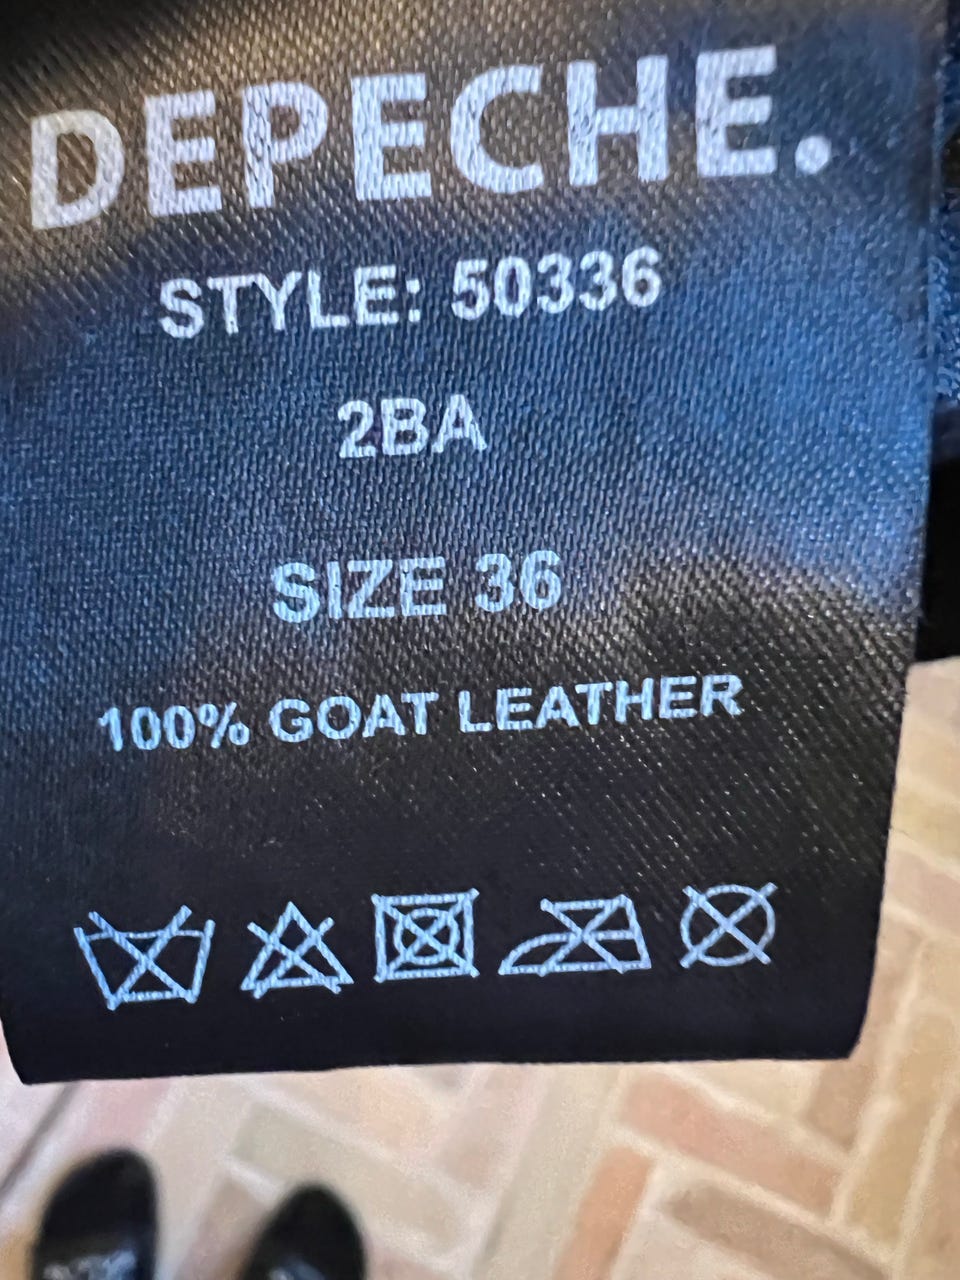 DEPECHE.
STYLE: 50336
2BA
SIZE 36
100% GOAT LEATHER